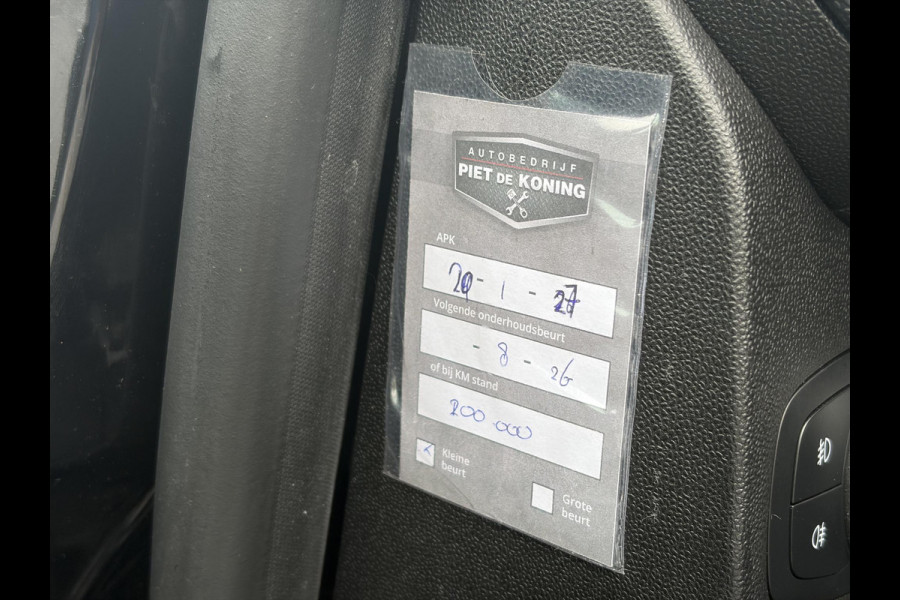 AUTOBEDRIJF
PIET DE KONING
APK
- 1 - 27
Volgende onderhoudsbeurt
- 8 - 26
of bij KM stand
200.000
Kleine
beurt
Grote
beurt